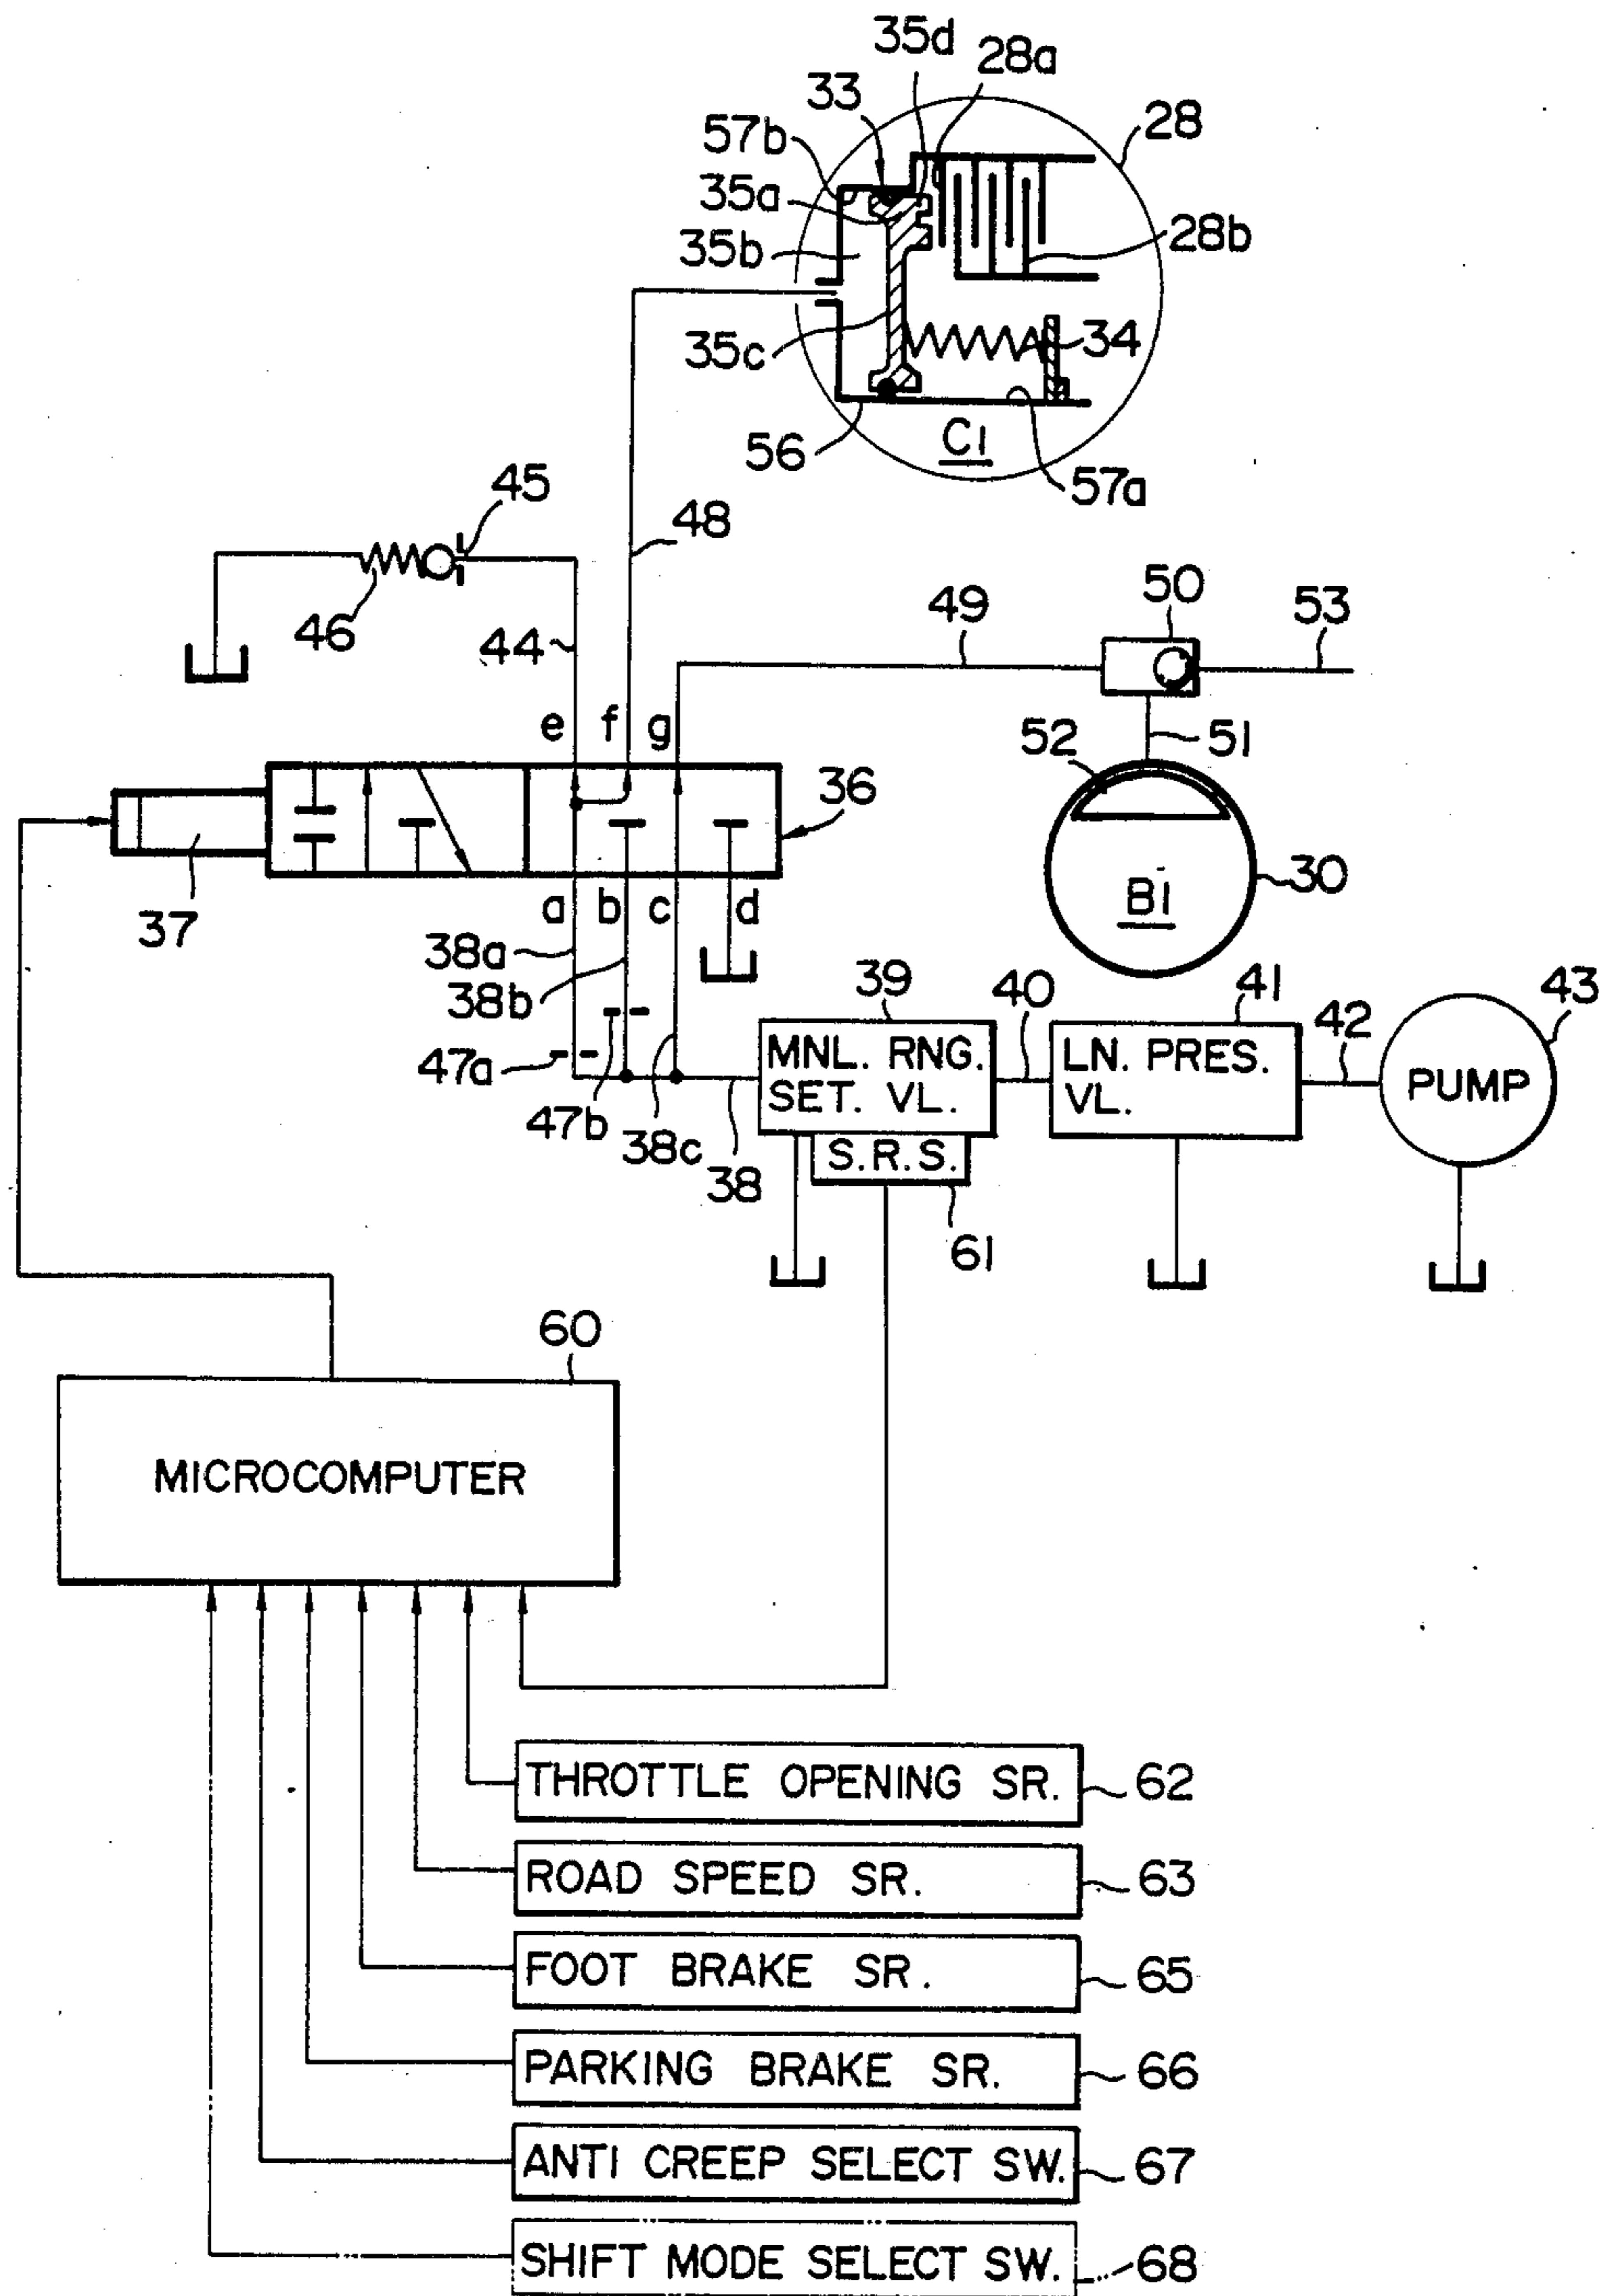 35d
28a
33
28
57b
35a
35b
28b
35c
34
56
C1
57a
45
48
46
44
49
50
53
e f g
52
51
36
37
a b c d
B1
30
38a
38b
39
40
41
42
43
47a
MNL. RNG.
SET. VL.
LN. PRES.
VL.
PUMP
47b
38c
38
S.R.S.
61
60
MICROCOMPUTER
THROTTLE OPENING SR. 62
ROAD SPEED SR. 63
FOOT BRAKE SR. 65
PARKING BRAKE SR. 66
ANTI CREEP SELECT SW. 67
SHIFT MODE SELECT SW. 68